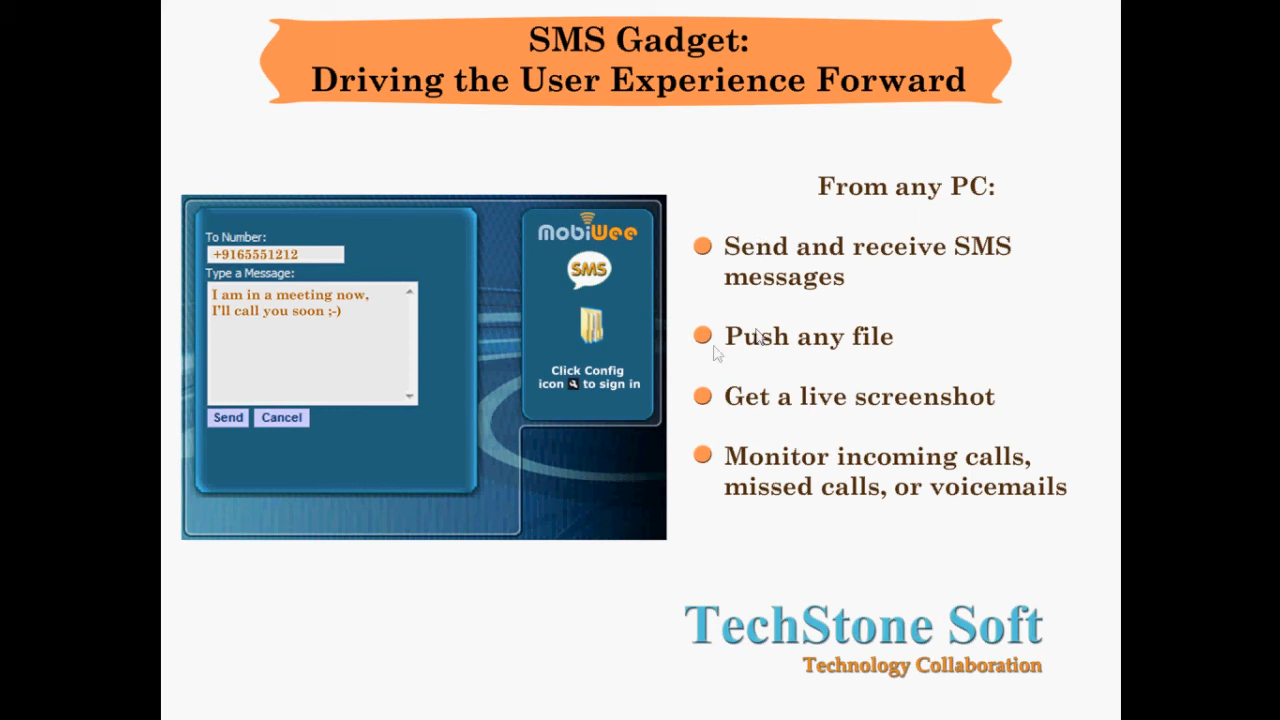 SMS Gadget:
Driving the User Experience Forward
To Number:
+9165551212
Type a Message:
I am in a meeting now,
I'll call you soon ;-)
Send Cancel
MobiWee
SMS
Click Config
icon to sign in
From any PC:
Send and receive SMS
messages
Push any file
Get a live screenshot
Monitor incoming calls,
missed calls, or voicemails
TechStone Soft
Technology Collaboration